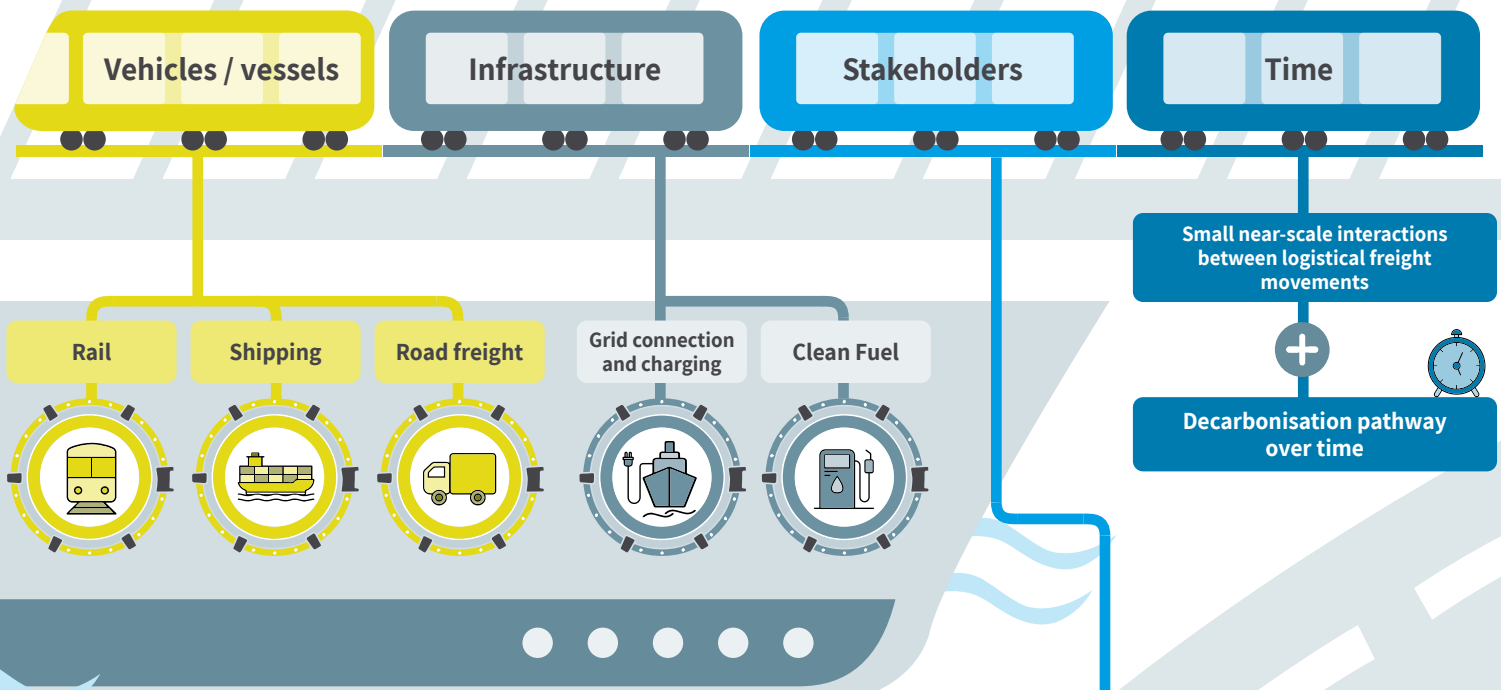 Vehicles / vessels
Infrastructure
Stakeholders
Time
Small near-scale interactions
between logistical freight
movements
Rail
Shipping
Road freight
Grid connection
and charging
Clean Fuel
Decarbonisation pathway
over time